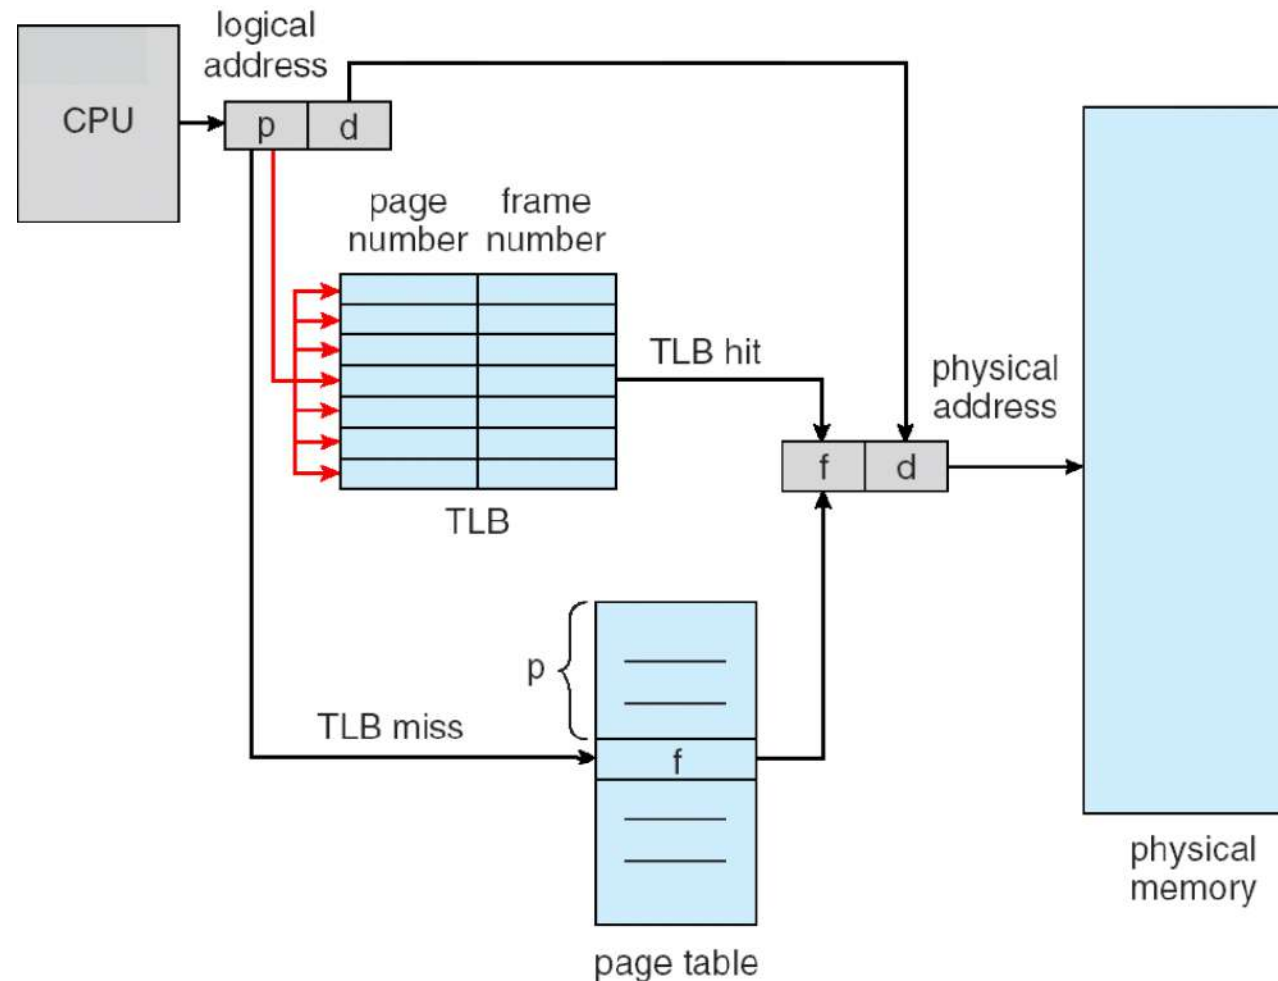 logical
address
CPU
p
d
page
number
frame
number
TLB hit
physical
address
f
d
TLB
p
TLB miss
f
physical
memory
page table